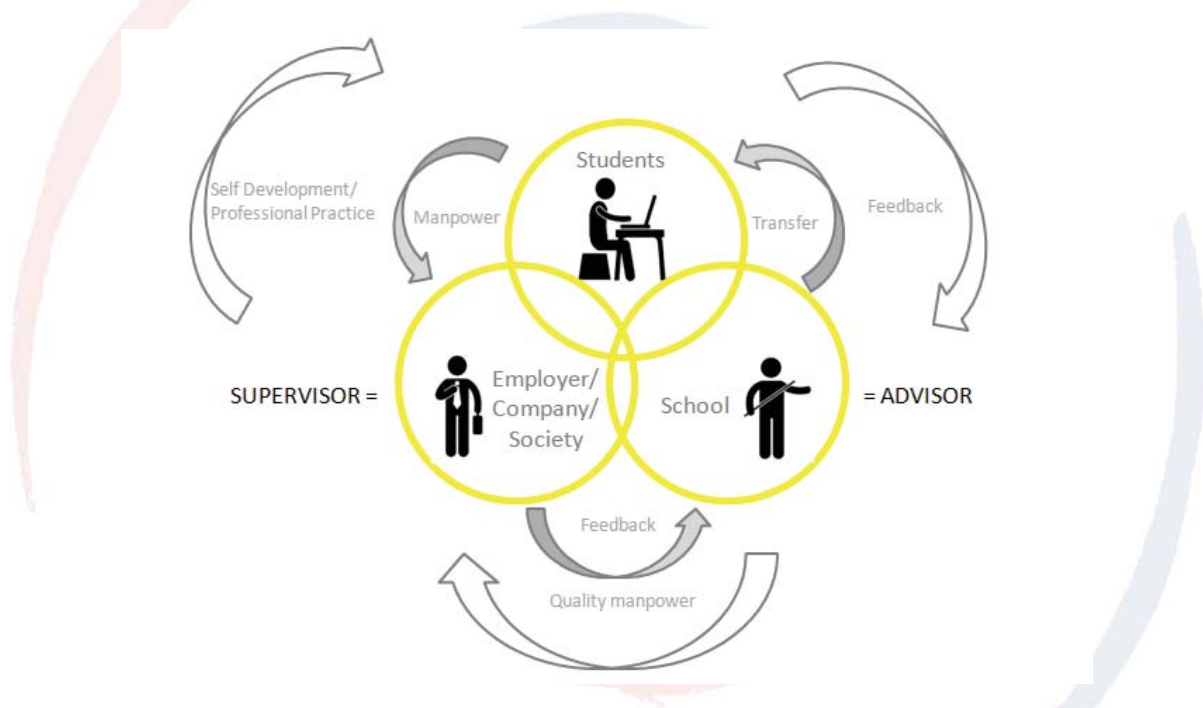 Students
Self Development/
Professional Practice
Manpower
Transfer
Feedback
SUPERVISOR =
Employer/
Company/
Society
School
= ADVISOR
Feedback
Quality manpower